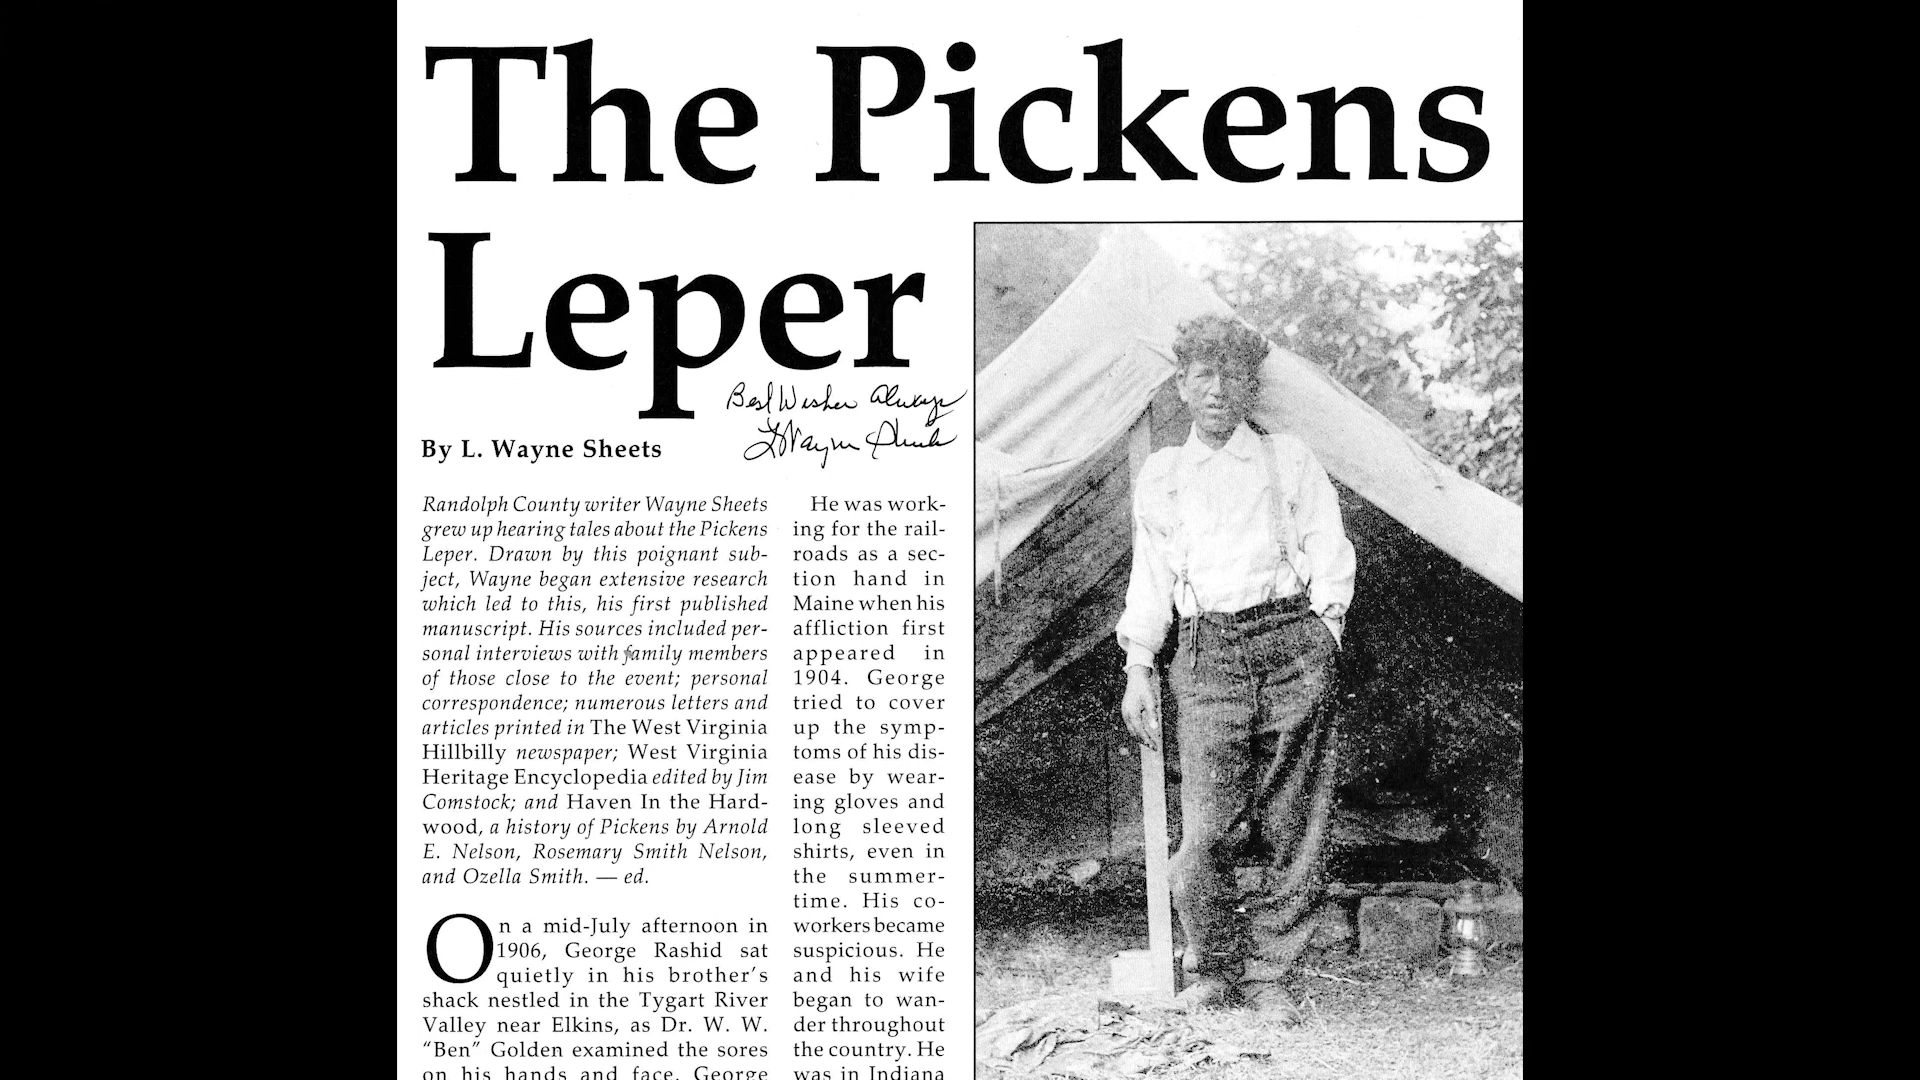 The Pickens
Leper
Best Wishes Always
L Wayne Sheets
By L. Wayne Sheets
Randolph County writer Wayne Sheets
grew up hearing tales about the Pickens
Leper. Drawn by this poignant sub-
ject, Wayne began extensive research
which led to this, his first published
manuscript. His sources included per-
sonal interviews with family members
of those close to the event; personal
correspondence; numerous letters and
articles printed in The West Virginia
Hillbilly newspaper; West Virginia
Heritage Encyclopedia edited by Jim
Comstock; and Haven In the Hard-
wood, a history of Pickens by Arnold
E. Nelson, Rosemary Smith Nelson,
and Ozella Smith. — ed.
On a mid-July afternoon in
1906, George Rashid sat
quietly in his brother's
shack nestled in the Tygart River
Valley near Elkins, as Dr. W. W.
"Ben" Golden examined the sores
on his hands and face. George
He was work-
ing for the rail-
roads as a sec-
tion hand in
Maine when his
affliction first
appeared in
1904. George
tried to cover
up the symp-
toms of his dis-
ease by wear-
ing gloves and
long sleeved
shirts, even in
the summer-
time. His co-
workers became
suspicious. He
and his wife
began to wan-
der throughout
the country. He
was in Indiana